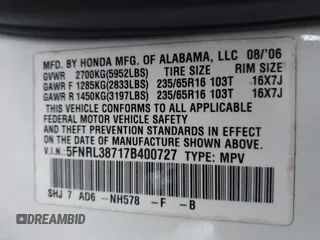 MFD. BY HONDA MFG. OF ALABAMA, LLC 08/'06
GVWR 2700KG(5952LBS) TIRE SIZE RIM SIZE
GAWR F 1285KG(2833LBS) 235/65R16 103T 16X7J
GAWR R 1450KG(3197LBS) 235/65R16 103T 16X7J
THIS VEHICLE CONFORMS TO ALL APPLICABLE
FEDERAL MOTOR VEHICLE SAFETY AND THEFT
PREVENTION STANDARDS IN EFFECT ON THE
DATE OF MANUFACTURE SHOWN ABOVE.
V.I.N.: 5FNRL38717B400727 TYPE: MPV
SHJ 7 AD6 -NH578 -F -B
DREAMBID